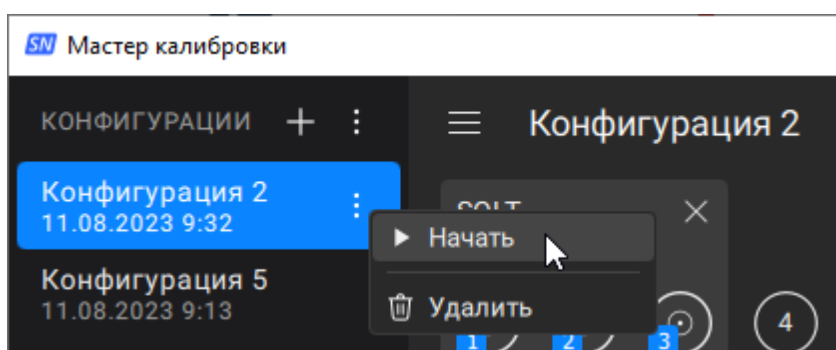 SN Мастер калибровки
КОНФИГУРАЦИИ
Конфигурация 2
Конфигурация 2
11.08.2023 9:32
SOLT
Начать
Конфигурация 5
11.08.2023 9:13
Удалить
1 2 3 4